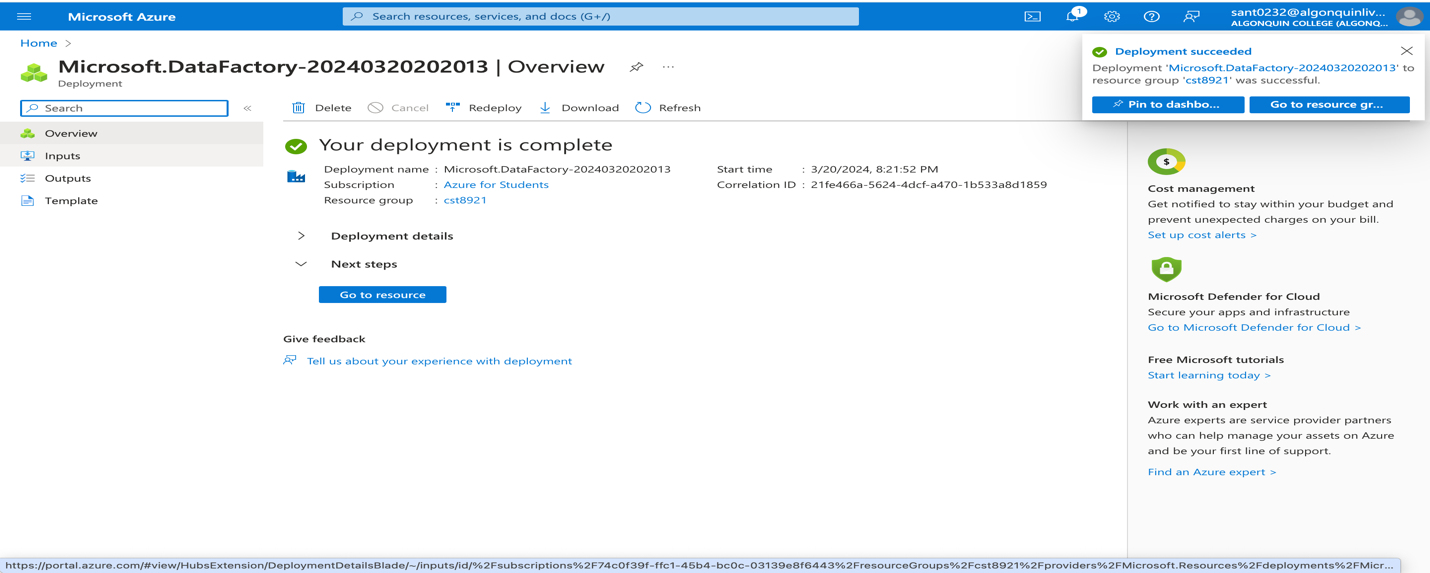 Microsoft Azure
Search resources, services, and docs (G+/)
1
sant0232@algonquinliv...
ALGONQUIN COLLEGE (ALGONQ...
Home >
Microsoft.DataFactory-20240320202013 | Overview
Deployment
Search
Overview
Inputs
Outputs
Template
Delete
Cancel
Redeploy
Download
Refresh
Your deployment is complete
Deployment name : Microsoft.DataFactory-20240320202013
Subscription : Azure for Students
Resource group : cst8921
Start time : 3/20/2024, 8:21:52 PM
Correlation ID : 21fe466a-5624-4dcf-a470-1b533a8d1859
Deployment details
Next steps
Go to resource
Give feedback
Tell us about your experience with deployment
Deployment succeeded
Deployment 'Microsoft.DataFactory-20240320202013' to
resource group 'cst8921' was successful.
Pin to dashbo...
Go to resource gr...
$
Cost management
Get notified to stay within your budget and
prevent unexpected charges on your bill.
Set up cost alerts >
Microsoft Defender for Cloud
Secure your apps and infrastructure
Go to Microsoft Defender for Cloud >
Free Microsoft tutorials
Start learning today >
Work with an expert
Azure experts are service provider partners
who can help manage your assets on Azure
and be your first line of support.
Find an Azure expert >
https://portal.azure.com/#view/HubsExtension/DeploymentDetailsBlade/~/inputs/id/%2Fsubscriptions%2F74c0f39f-ffc1-45b4-bc0c-03139e8f6443%2FresourceGroups%2Fcst8921%2Fproviders%2FMicrosoft.Resources%2Fdeployments%2FMicr...